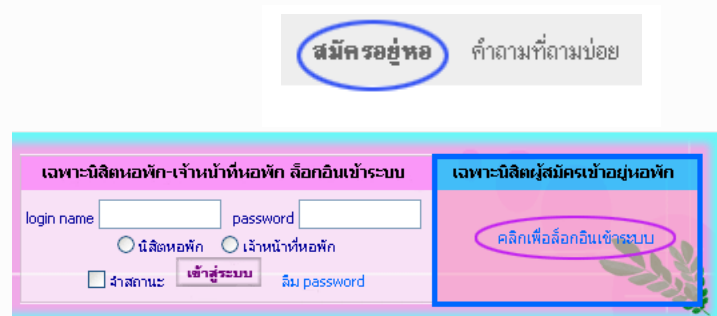 สมัครอยู่หอ คำถามที่ถามบ่อย
เฉพาะนิสิตหอพัก-เจ้าหน้าที่หอพัก ล็อกอินเข้าระบบ
login name password
นิสิตหอพัก เจ้าหน้าที่หอพัก
จำสถานะ เข้าสู่ระบบ ลืม password
เฉพาะนิสิตผู้สมัครเข้าอยู่หอพัก
คลิกเพื่อล็อกอินเข้าระบบ